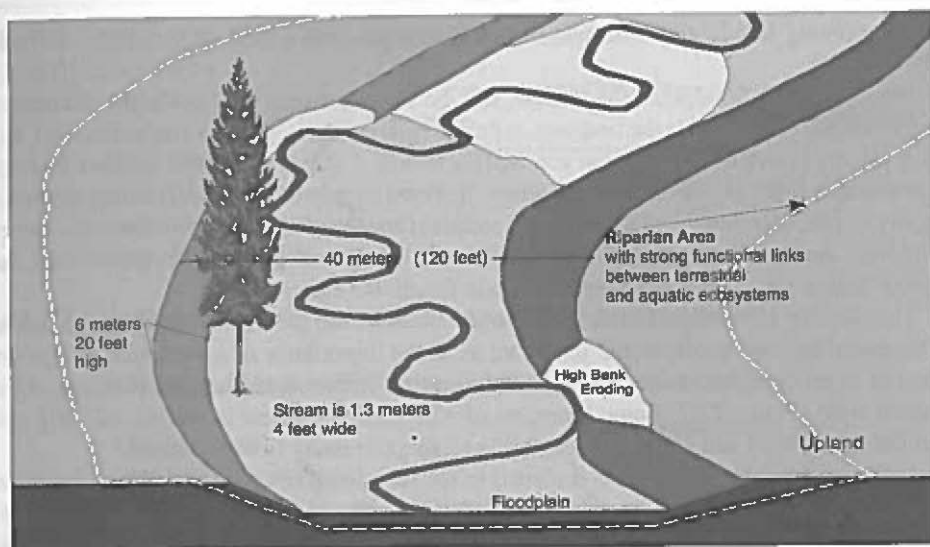 Riparian Area
with strong functional links
between terrestrial
and aquatic ecosystems
40 meter (120 feet)
6 meters
20 feet
high
High Bank
Eroding
Stream is 1.3 meters
4 feet wide
Upland
Floodplain